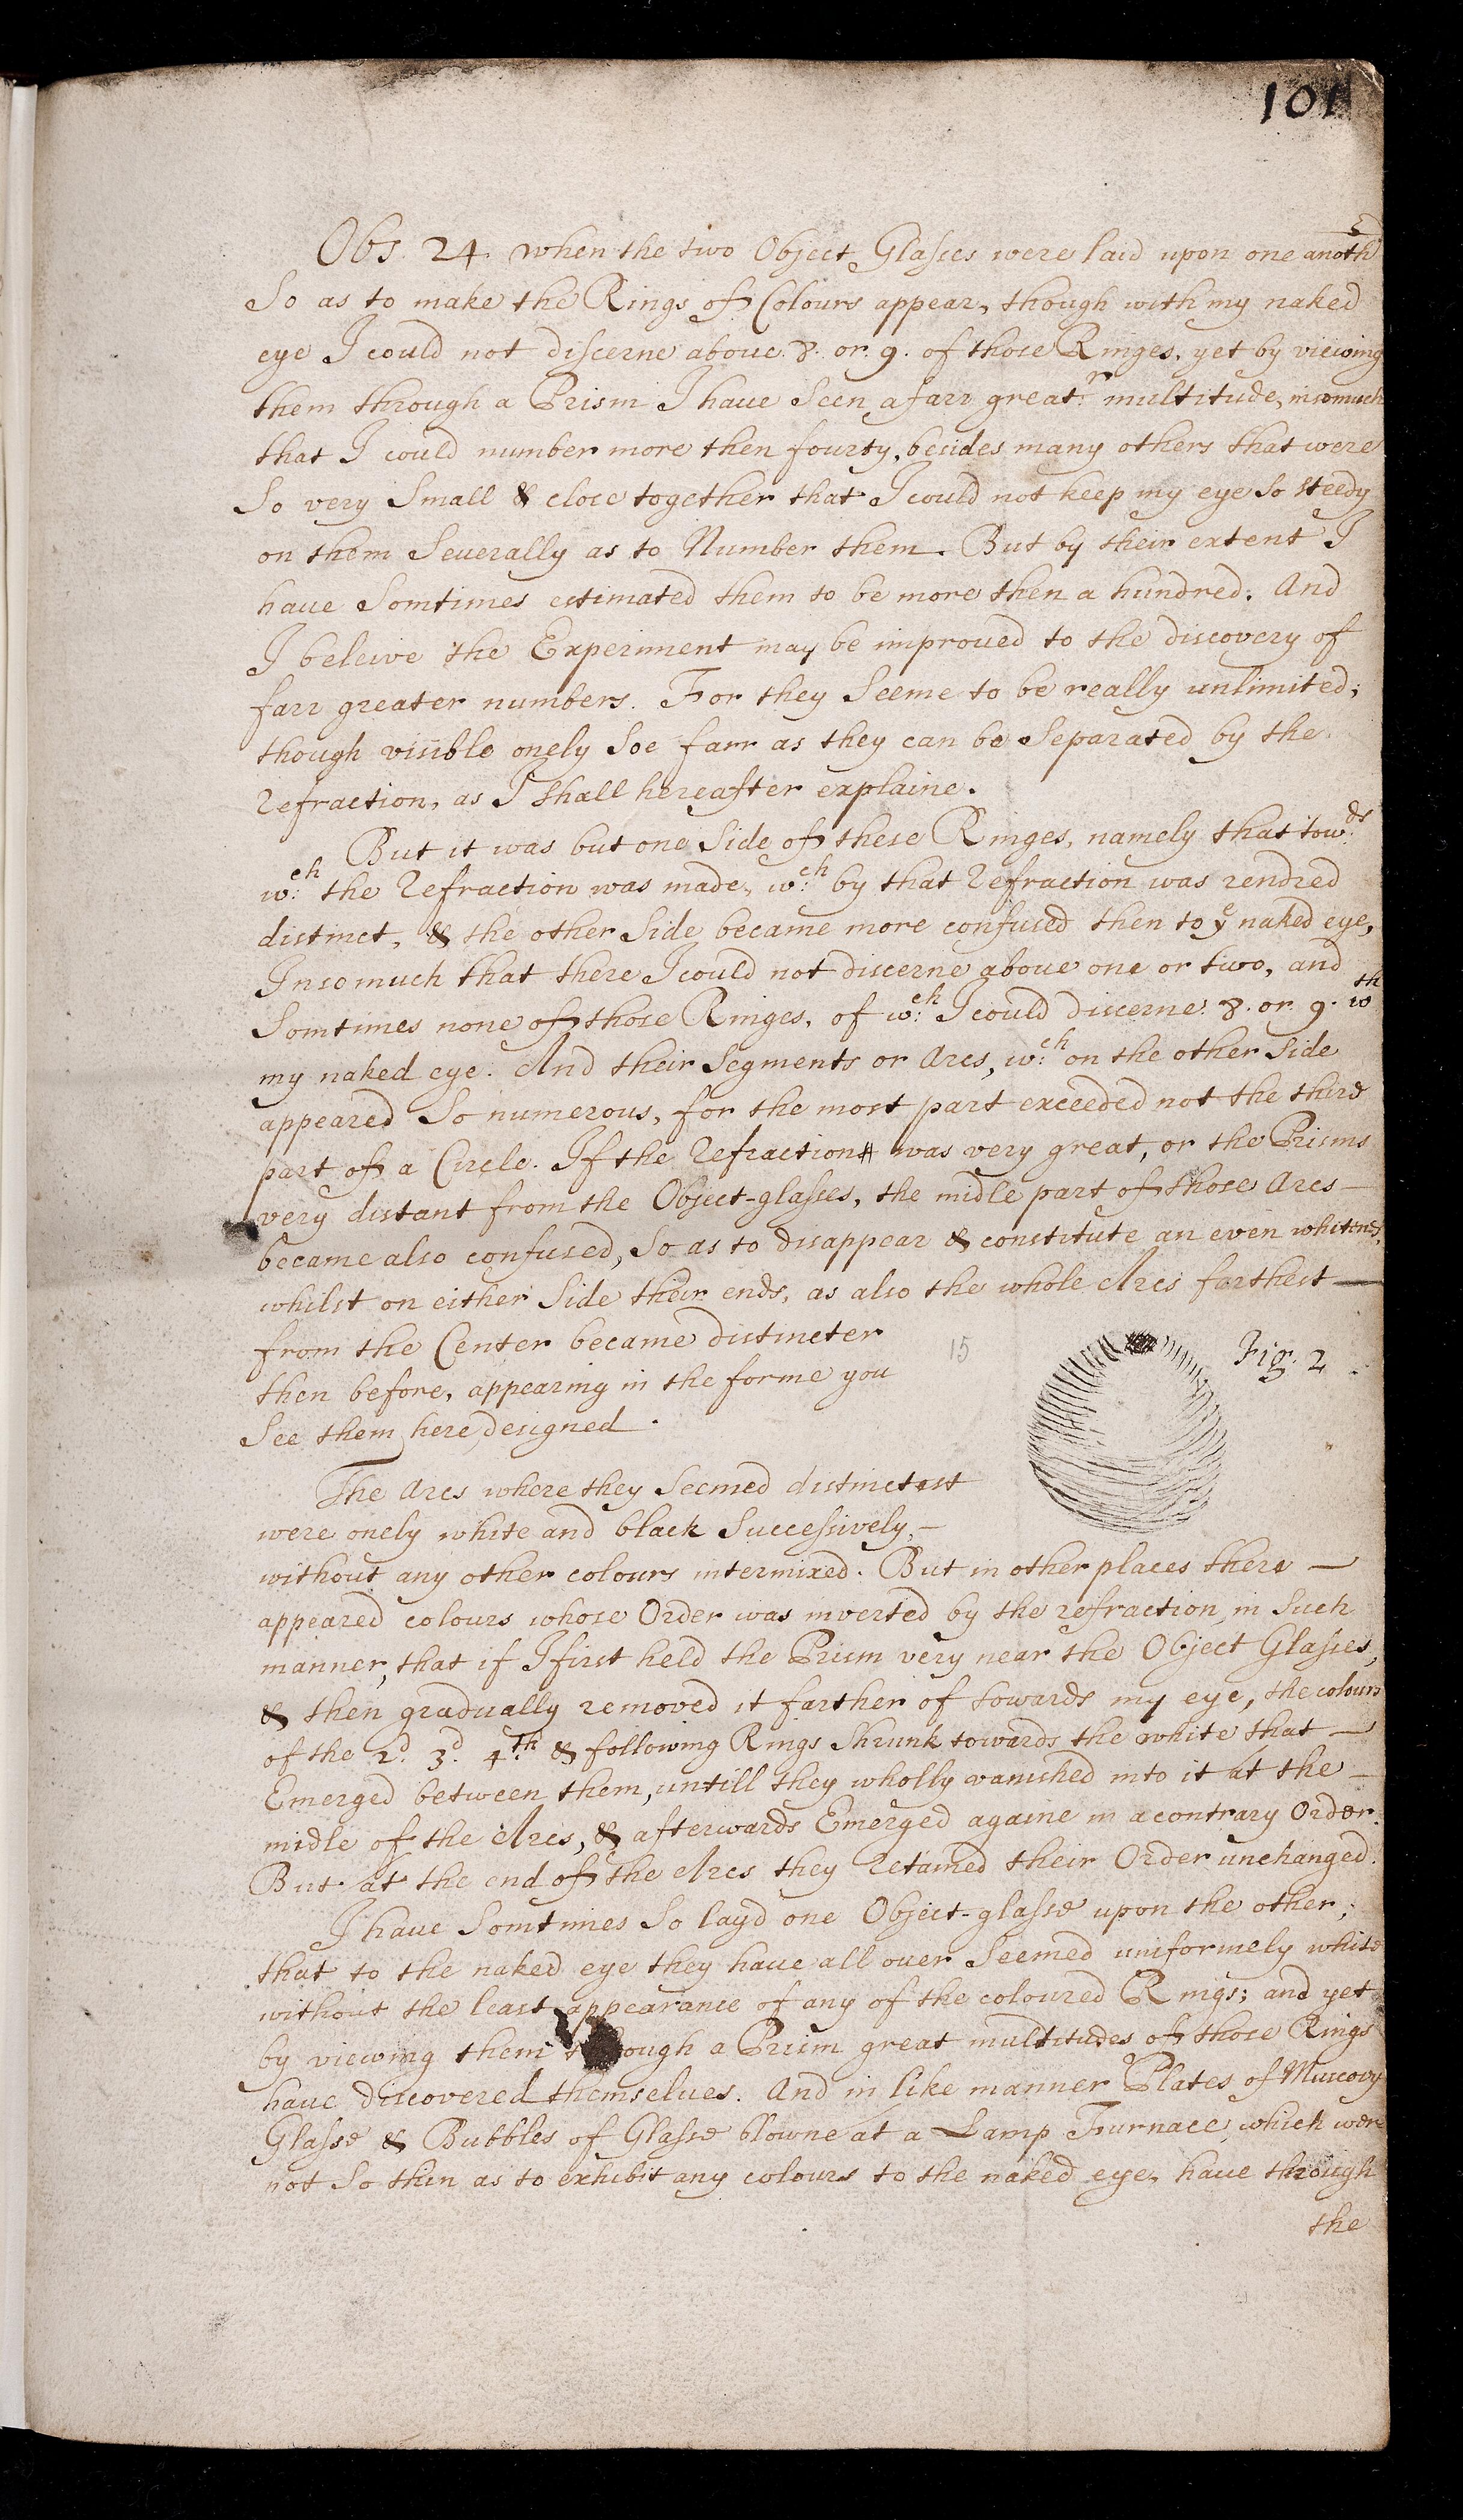 101
Obs 24. when the two Object Glasses were laid upon one anoth^r
So as to make the Rings of Colours appear, though with my naked
eye I could not discerne above. 8. or. 9. of those Ringes, yet by viewing
them through a Prism I have Seen a farr great^r multitude, insomuch
that I could number more then fourty, besides many others that were
So very Small & close together that I could not keep my eye So steedy
on them Severally as to Number them. But by their extent I
have Somtimes estimated them to be more then a hundred. And
I beleive the Experiment may be improved to the discovery of
farr greater numbers. For they Seeme to be really unlimited;
though visible onely Soe farr as they can be Separated by the
Refraction, as I shall hereafter explaine.
But it was but one Side of these Ringes, namely that tow^ds
w^ch the Refraction was made, w^ch by that Refraction was rendred
distinct, & the other Side became more confused then to y^e naked eye,
Insomuch that there I could not discerne above one or two, and
Somtimes none of those Ringes, of w^ch I could discerne. 8. or. 9. w^th
my naked eye. And their Segments or Arcs, w^ch on the other Side
appeared So numerous, for the most part exceeded not the third
part of a Circle. If the Refraction was very great, or the Prisms
very distant from the Object-glasses, the midle part of those Arcs —
became also confused, So as to disappear & constitute an even whitenes,
whilst on either Side their ends, as also the whole Arcs farthest —
from the Center became distincter
then before, appearing in the forme you
See them here designed.
15
Fig. 2
The Arcs where they Seemed distinctest
were onely white and black Successively, —
without any other colours intermixed. But in other places there —
appeared colours whose Order was inverted by the refraction in Such
manner, that if I first held the Prism very near the Object Glasses,
& then gradually removed it farther of towards my eye, the colours
of the 2^d. 3^d. 4^th. & following Rings Shrunk towards the white that —
Emerged between them, untill they wholly vanished into it at the —
midle of the Arcs, & afterwards Emerged againe in a contrary Order.
But at the end of the Arcs they retained their Order unchanged.
I have Somtimes So layd one Object-glasse upon the other,
that to the naked eye they have all over Seemed uniformely white
without the least appearance of any of the coloured Rings; and yet
by viewing them through a Prism great multitudes of those Rings
have discovered themselves. And in like manner Plates of Muscovy
Glasse & Bubbles of Glasse blowne at a Lamp Furnace, which were
not So thin as to exhibit any colours to the naked eye, have through
the